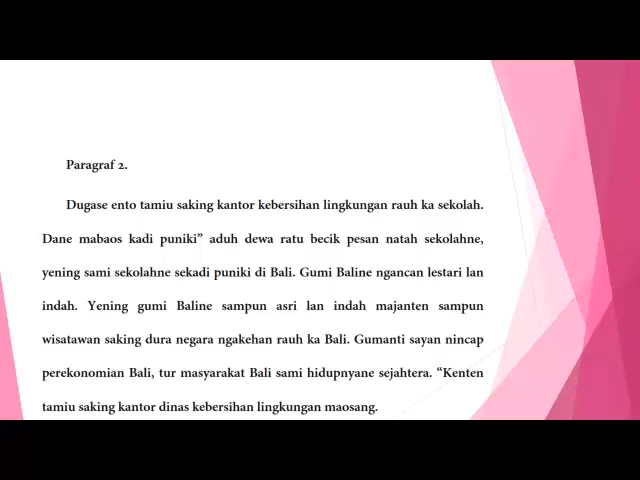 Paragraf 2.
Dugase ento tamiu saking kantor kebersihan lingkungan rauh ka sekolah.
Dane mabaos kadi puniki” aduh dewa ratu becik pesan natah sekolahne,
yening sami sekolahne sekadi puniki di Bali. Gumi Baline ngancan lestari lan
indah. Yening gumi Baline sampun asri lan indah majanten sampun
wisatawan saking dura negara ngakehan rauh ka Bali. Gumanti sayan nincap
perekonomian Bali, tur masyarakat Bali sami hidupnyane sejahtera. “Kenten
tamiu saking kantor dinas kebersihan lingkungan maosang.